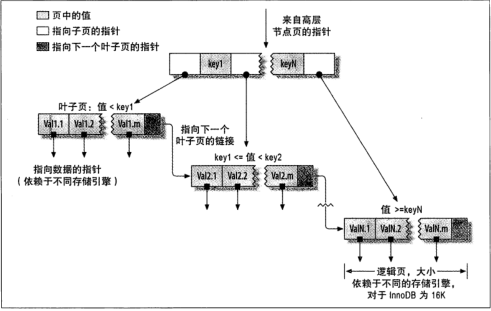 页中的值
指向子页的指针
指向下一个叶子页的指针
来自高层
节点页的指针
key1
keyN
叶子页：值 < key1
Val1.1
Val1.2
Val1.m
指向下一个
叶子页的链接
指向数据的指针
（依赖于不同存储引擎）
key1 <= 值 < key2
Val2.1
Val2.2
Val2.m
值 >=keyN
ValN.1
ValN.2
ValN.m
逻辑页，大小
依赖于不同的存储引擎，
对于 InnoDB 为 16K